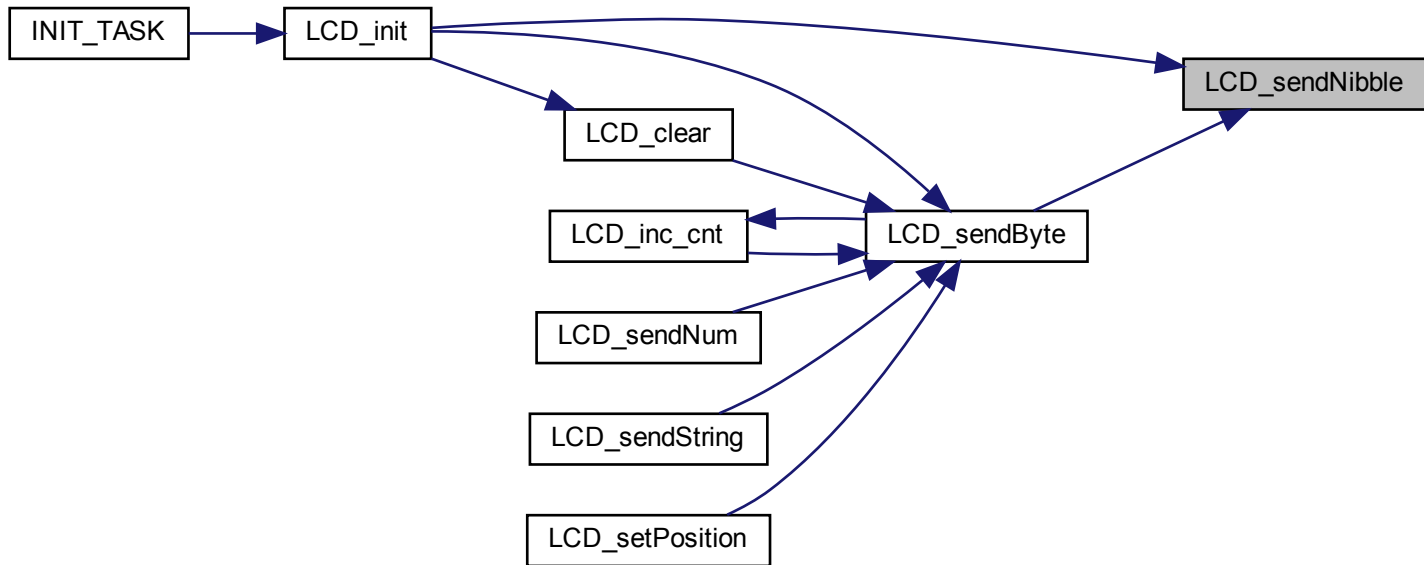 INIT_TASK
LCD_init
LCD_sendNibble
LCD_clear
LCD_inc_cnt
LCD_sendByte
LCD_sendNum
LCD_sendString
LCD_setPosition